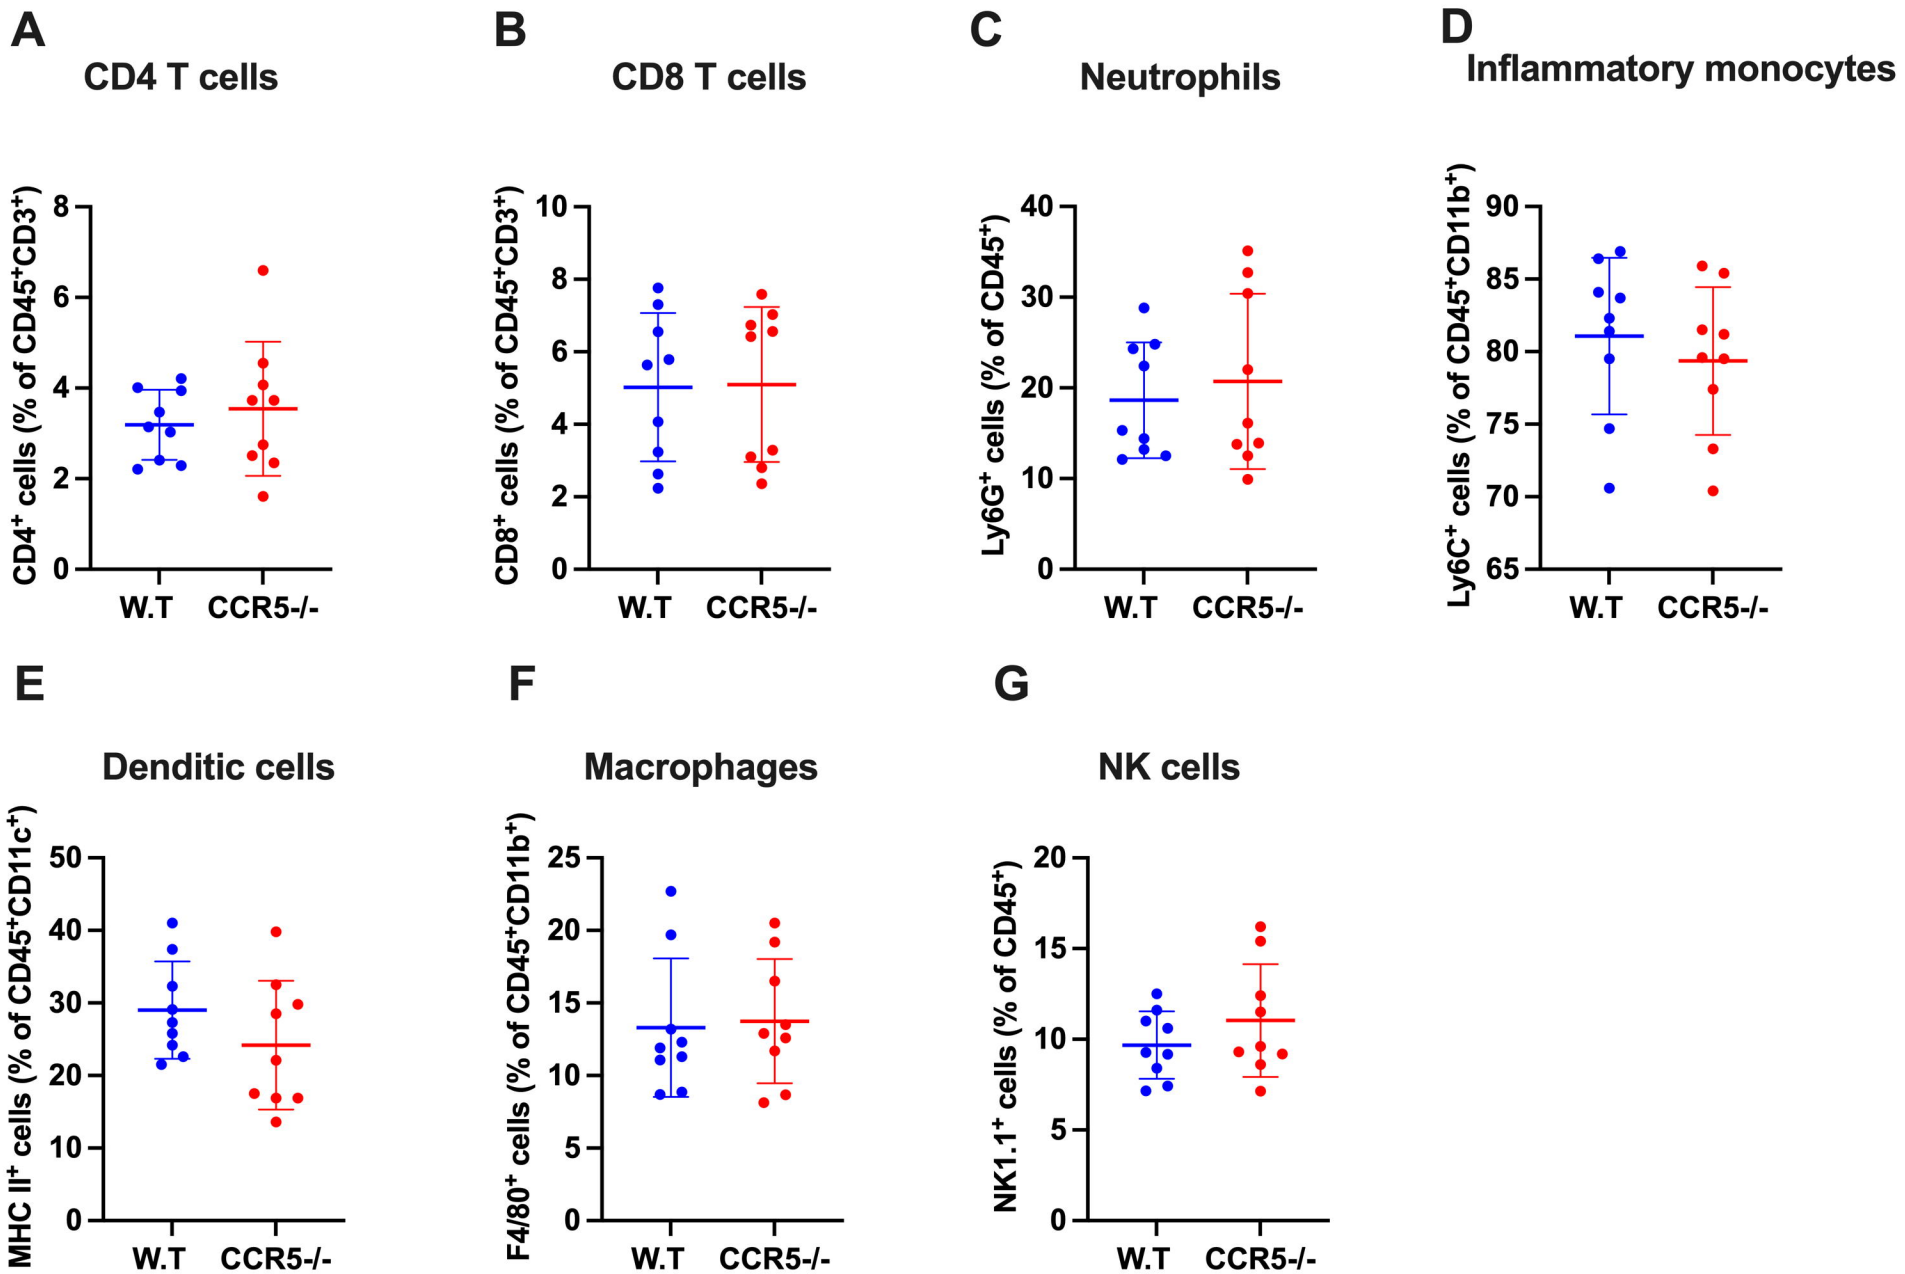 A
CD4 T cells
CD4⁺ cells (% of CD45⁺CD3⁺)
8
6
4
2
0
W.T CCR5-/-
B
CD8 T cells
CD8⁺ cells (% of CD45⁺CD3⁺)
10
8
6
4
2
0
W.T CCR5-/-
C
Neutrophils
Ly6G⁺ cells (% of CD45⁺)
40
30
20
10
0
W.T CCR5-/-
D
Inflammatory monocytes
Ly6C⁺ cells (% of CD45⁺CD11b⁺)
90
85
80
75
70
65
W.T CCR5-/-
E
Denditic cells
MHC II⁺ cells (% of CD45⁺CD11c⁺)
50
40
30
20
10
0
W.T CCR5-/-
F
Macrophages
F4/80⁺ cells (% of CD45⁺CD11b⁺)
25
20
15
10
5
0
W.T CCR5-/-
G
NK cells
NK1.1⁺ cells (% of CD45⁺)
20
15
10
5
0
W.T CCR5-/-